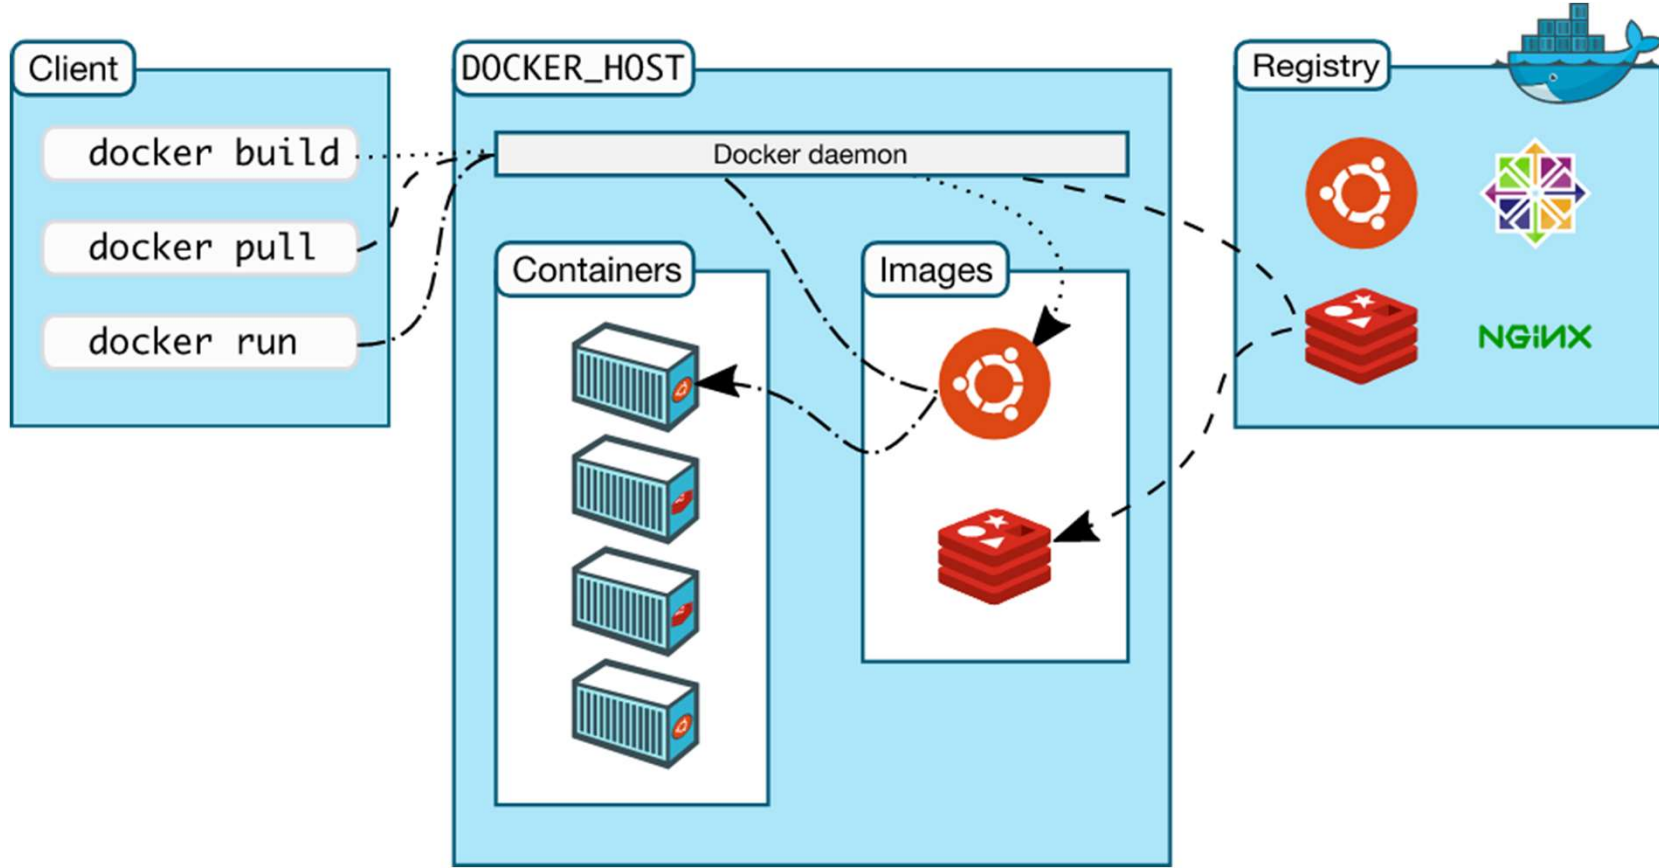 Client
docker build
docker pull
docker run
DOCKER_HOST
Docker daemon
Containers
Images
Registry
NGiNX